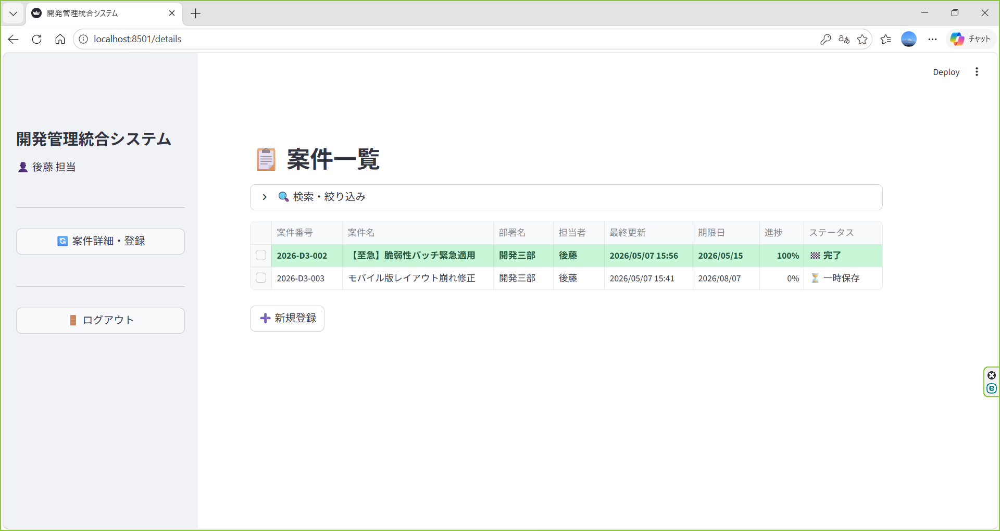 開発管理統合システム
localhost:8501/details
チャット
Deploy
開発管理統合システム
後藤 担当
案件詳細・登録
ログアウト
案件一覧
検索・絞り込み
案件番号 案件名 部署名 担当者 最終更新 期限日 進捗 ステータス
2026-D3-002 【至急】脆弱性パッチ緊急適用 開発三部 後藤 2026/05/07 15:56 2026/05/15 100% 完了
2026-D3-003 モバイル版レイアウト崩れ修正 開発三部 後藤 2026/05/07 15:41 2026/08/07 0% 一時保存
新規登録